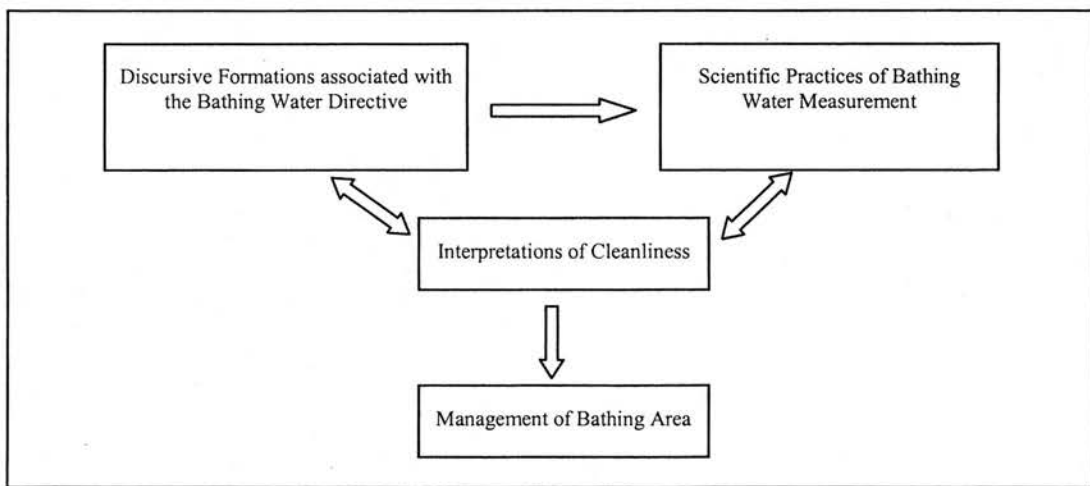 Discursive Formations associated with
the Bathing Water Directive
Scientific Practices of Bathing
Water Measurement
Interpretations of Cleanliness
Management of Bathing Area